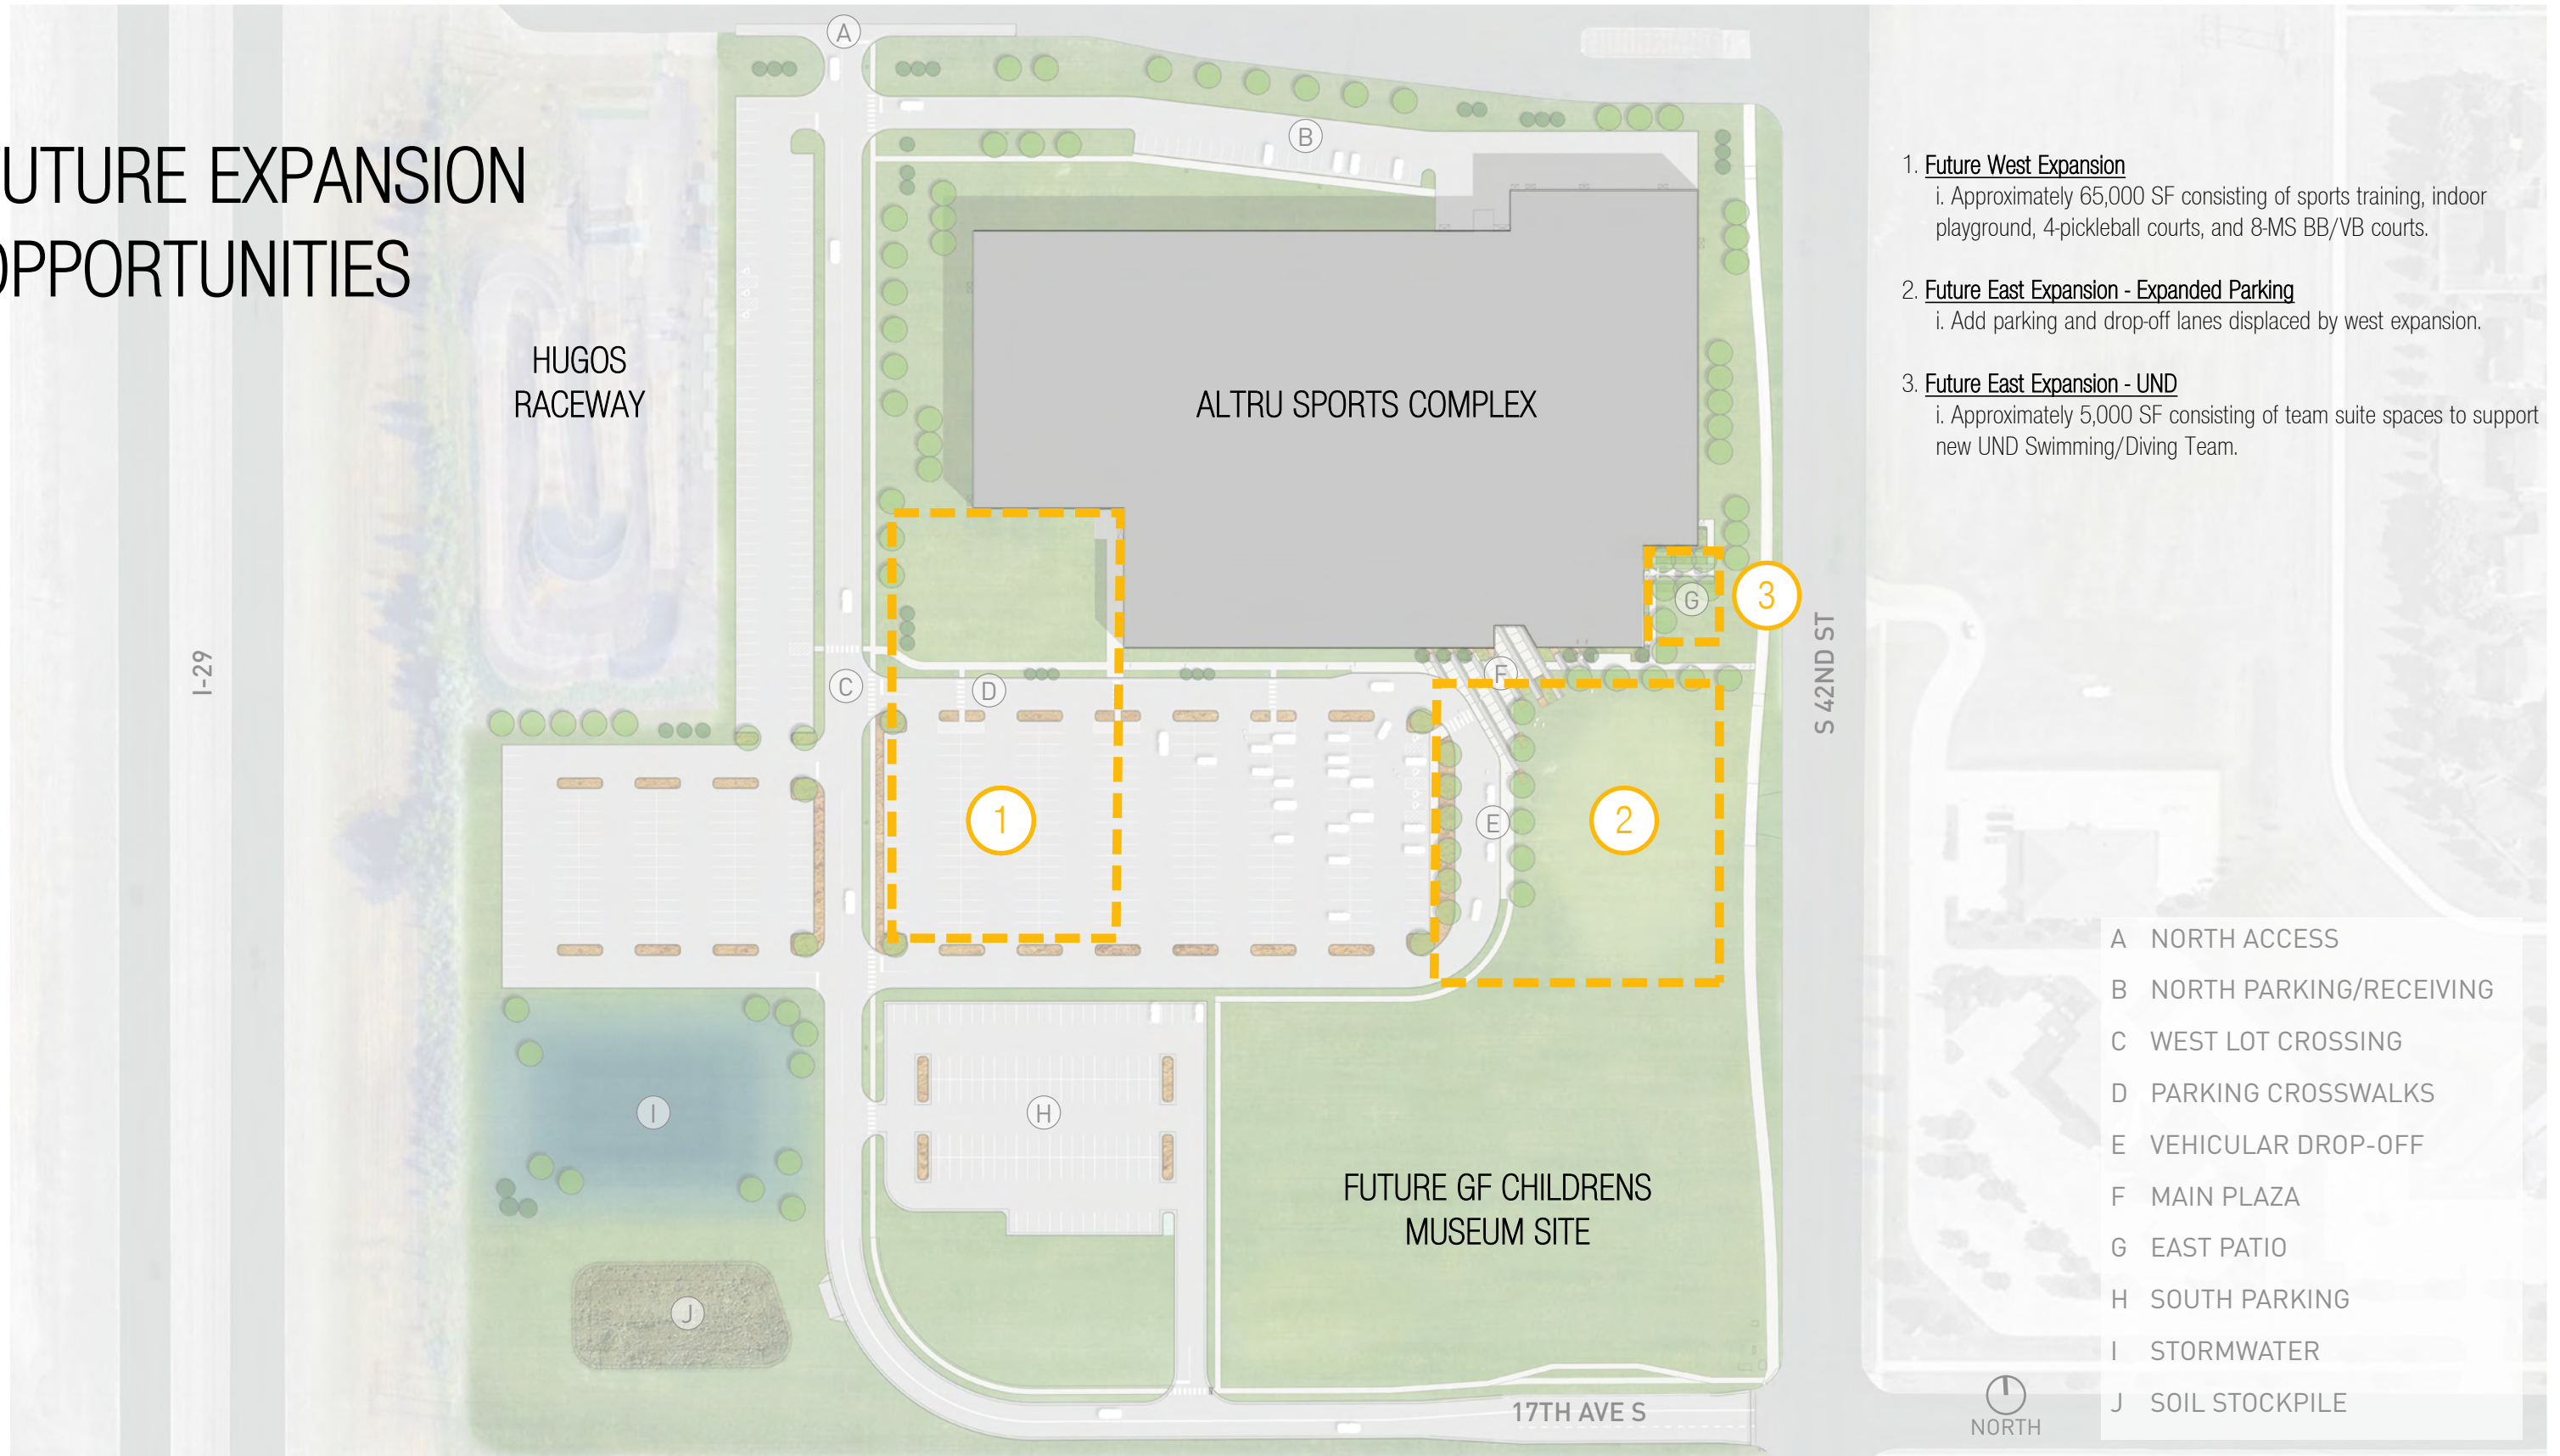 UTURE EXPANSION
OPPORTUNITIES
HUGOS
RACEWAY
ALTRU SPORTS COMPLEX
1. Future West Expansion
i. Approximately 65,000 SF consisting of sports training, indoor
playground, 4-pickleball courts, and 8-MS BB/VB courts.
2. Future East Expansion - Expanded Parking
i. Add parking and drop-off lanes displaced by west expansion.
3. Future East Expansion - UND
i. Approximately 5,000 SF consisting of team suite spaces to support
new UND Swimming/Diving Team.
A
B
C
D
E
F
G
H
I
J
1
2
3
I-29
S 42ND ST
FUTURE GF CHILDRENS
MUSEUM SITE
17TH AVE S
NORTH
A NORTH ACCESS
B NORTH PARKING/RECEIVING
C WEST LOT CROSSING
D PARKING CROSSWALKS
E VEHICULAR DROP-OFF
F MAIN PLAZA
G EAST PATIO
H SOUTH PARKING
I STORMWATER
J SOIL STOCKPILE